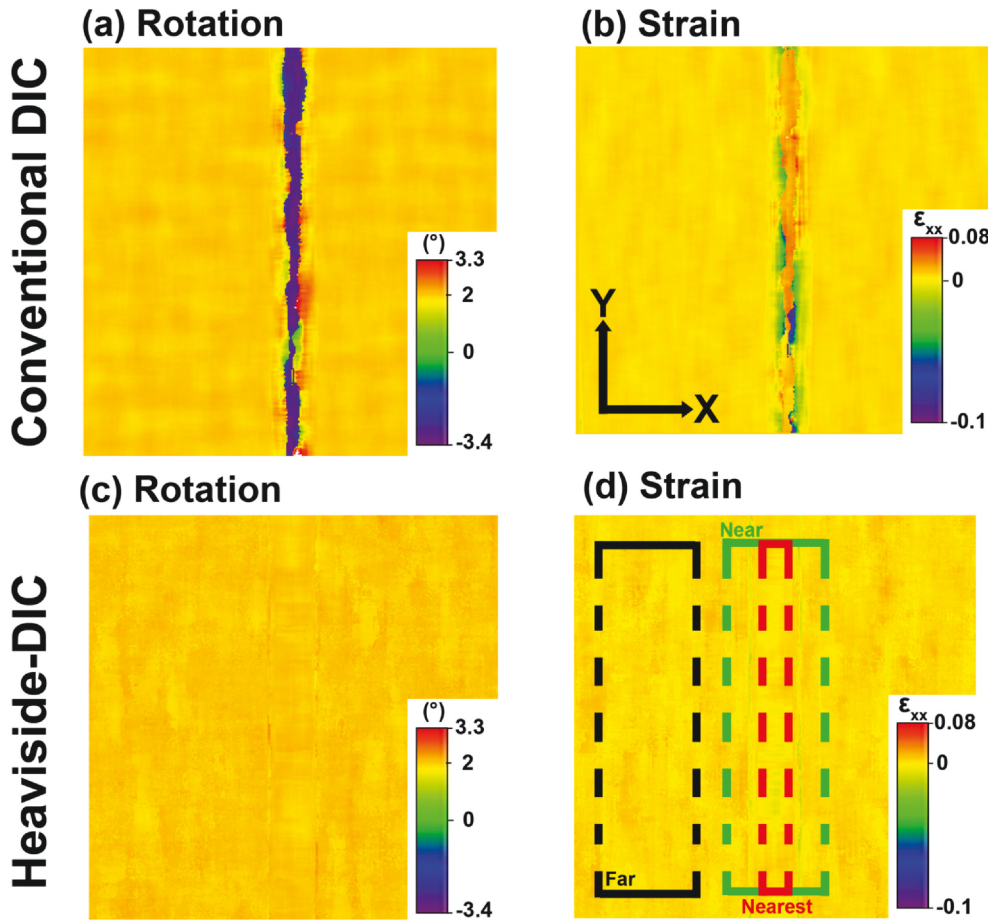 Conventional DIC
(a) Rotation
(°)
3.3
2
0
-3.4
(b) Strain
Y
X
εxx
0.08
0
-0.1
Heaviside-DIC
(c) Rotation
(°)
3.3
2
0
-3.4
(d) Strain
Near
Far
Nearest
εxx
0.08
0
-0.1